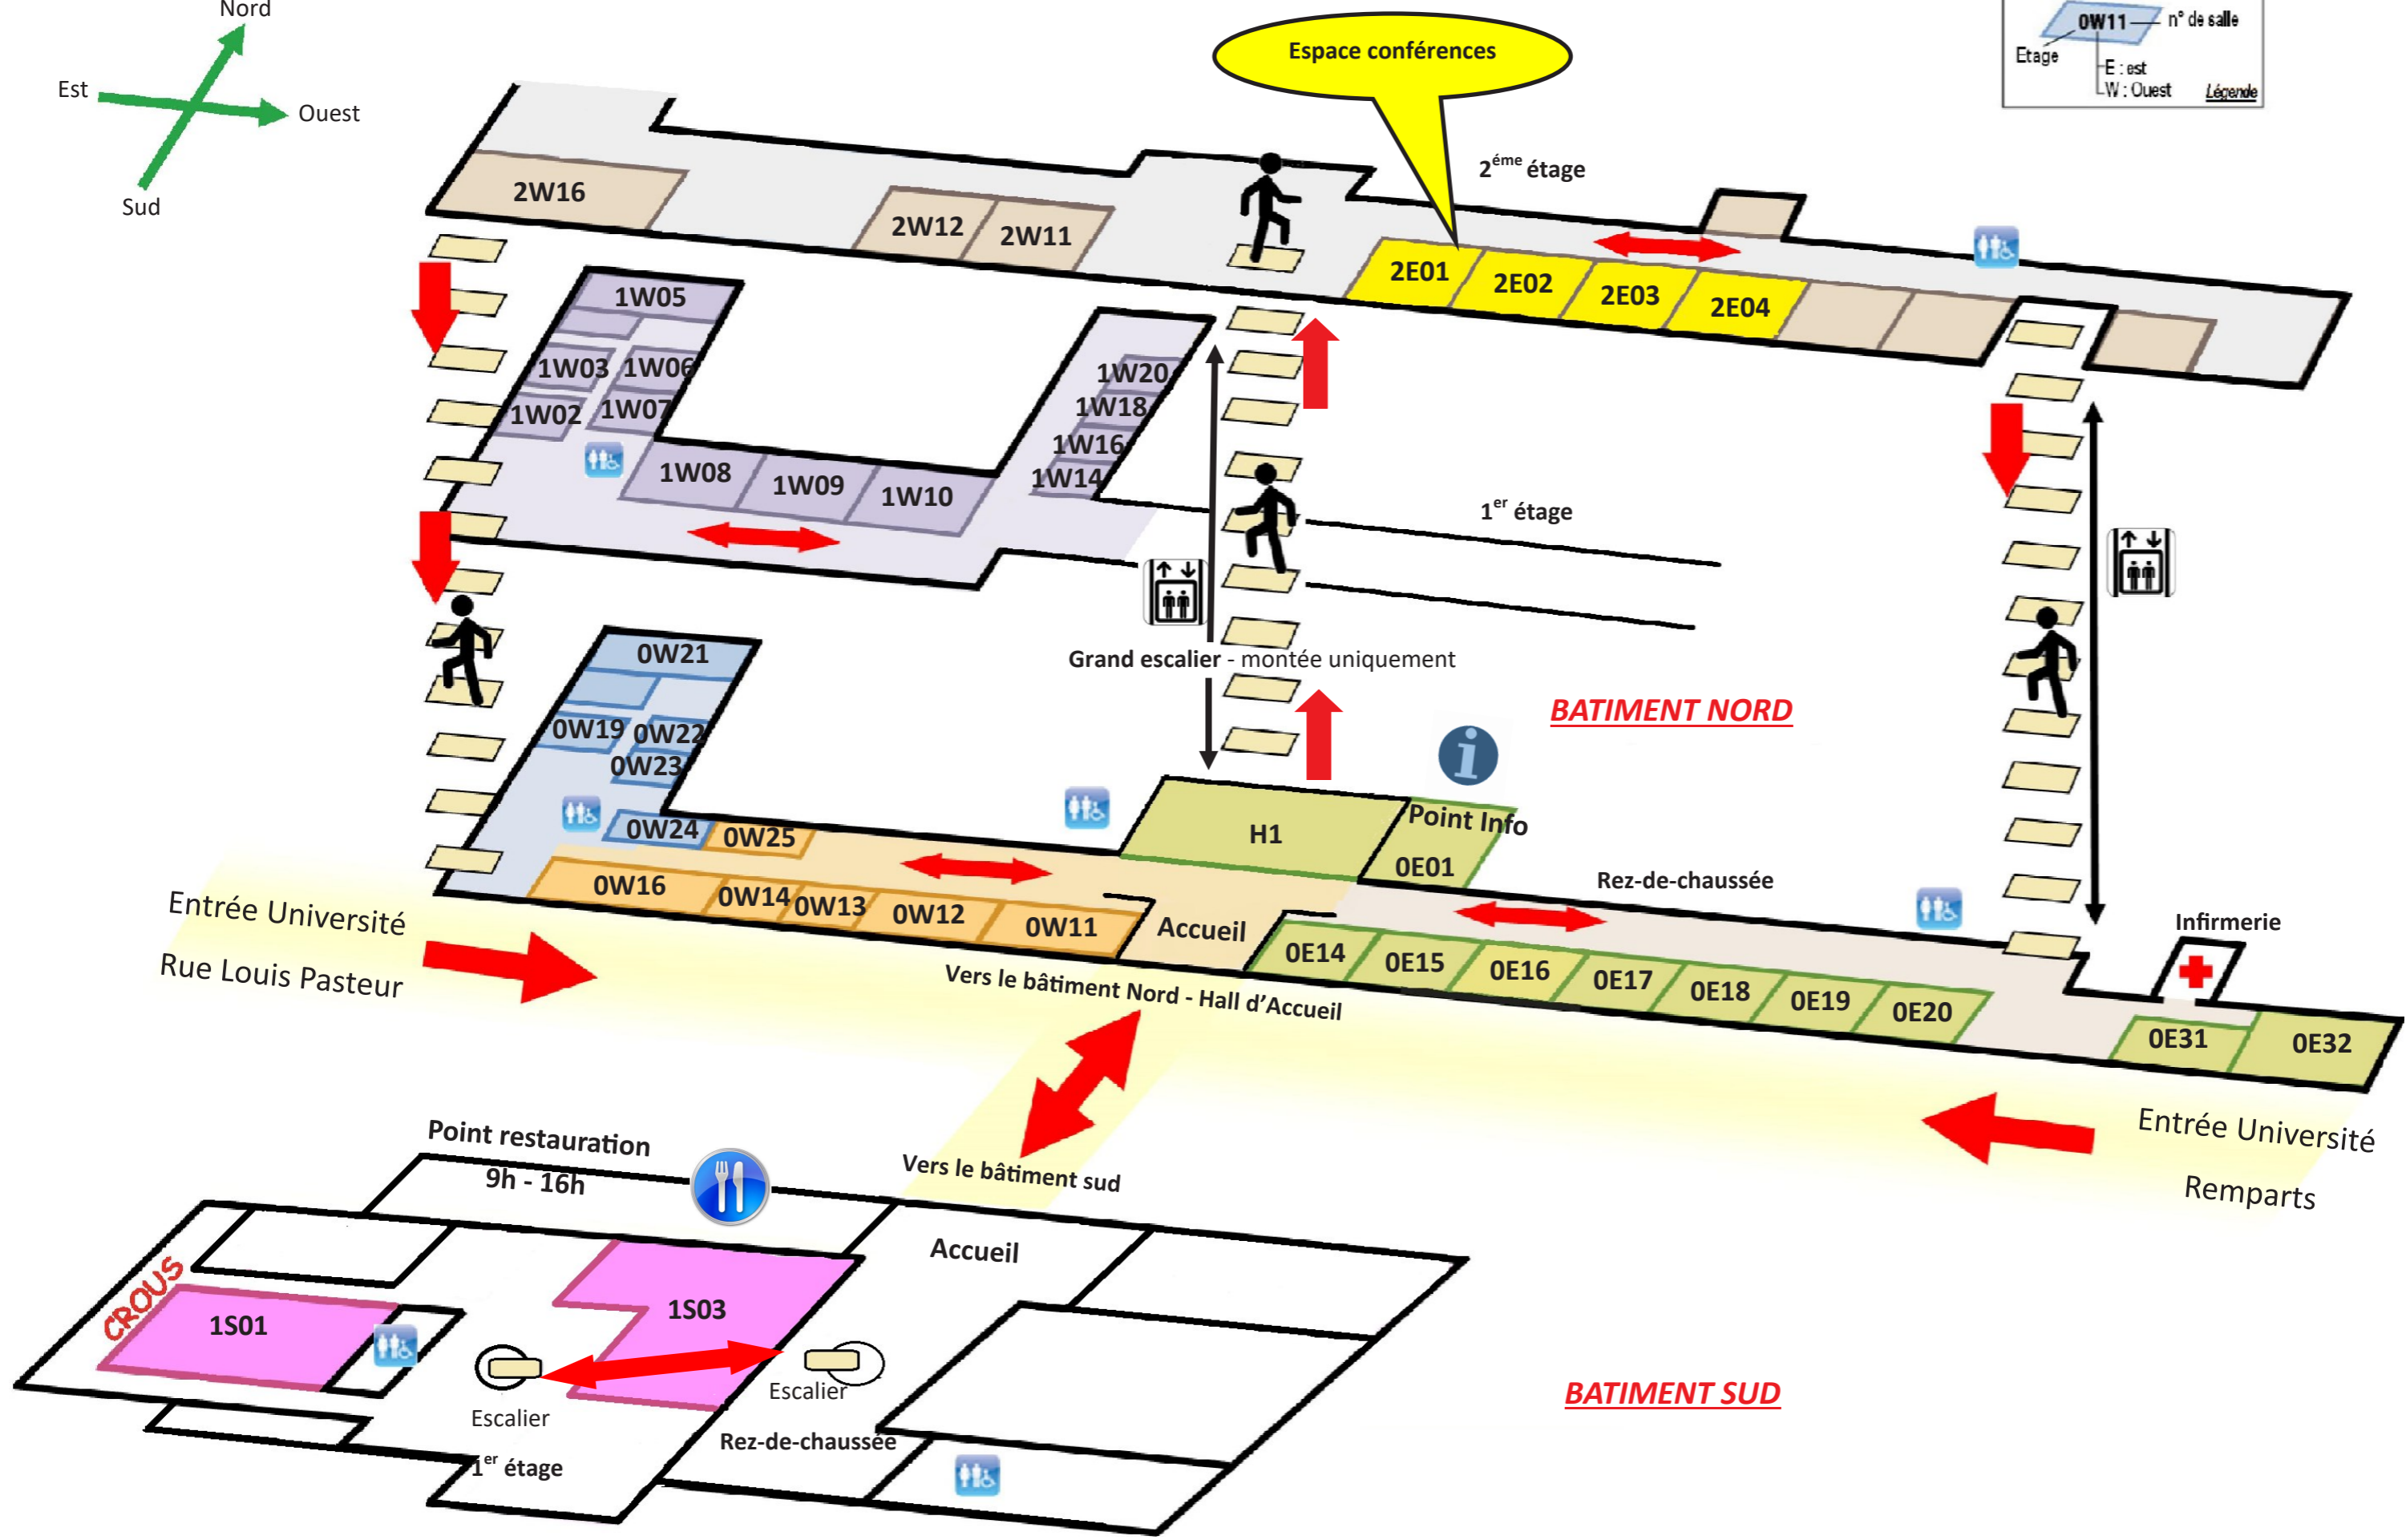 Nord
Est
Ouest
Sud
Espace conférences
0W11
n° de salle
Etage
E : est
W : Ouest
Légende
2éme étage
2W16
2W12
2W11
2E01
2E02
2E03
2E04
1W05
1W03
1W06
1W02
1W07
1W08
1W09
1W10
1W20
1W18
1W16
1W14
1er étage
Grand escalier - montée uniquement
BATIMENT NORD
0W21
0W19
0W22
0W23
0W24
0W25
0W16
0W14
0W13
0W12
0W11
H1
Point Info
0E01
Accueil
Rez-de-chaussée
0E14
0E15
0E16
0E17
0E18
0E19
0E20
Infirmerie
0E31
0E32
Entrée Université
Rue Louis Pasteur
Vers le bâtiment Nord - Hall d'Accueil
Entrée Université
Remparts
Vers le bâtiment sud
Point restauration
9h - 16h
CROUS
1S01
1S03
Accueil
Escalier
Escalier
Rez-de-chaussée
1er étage
BATIMENT SUD